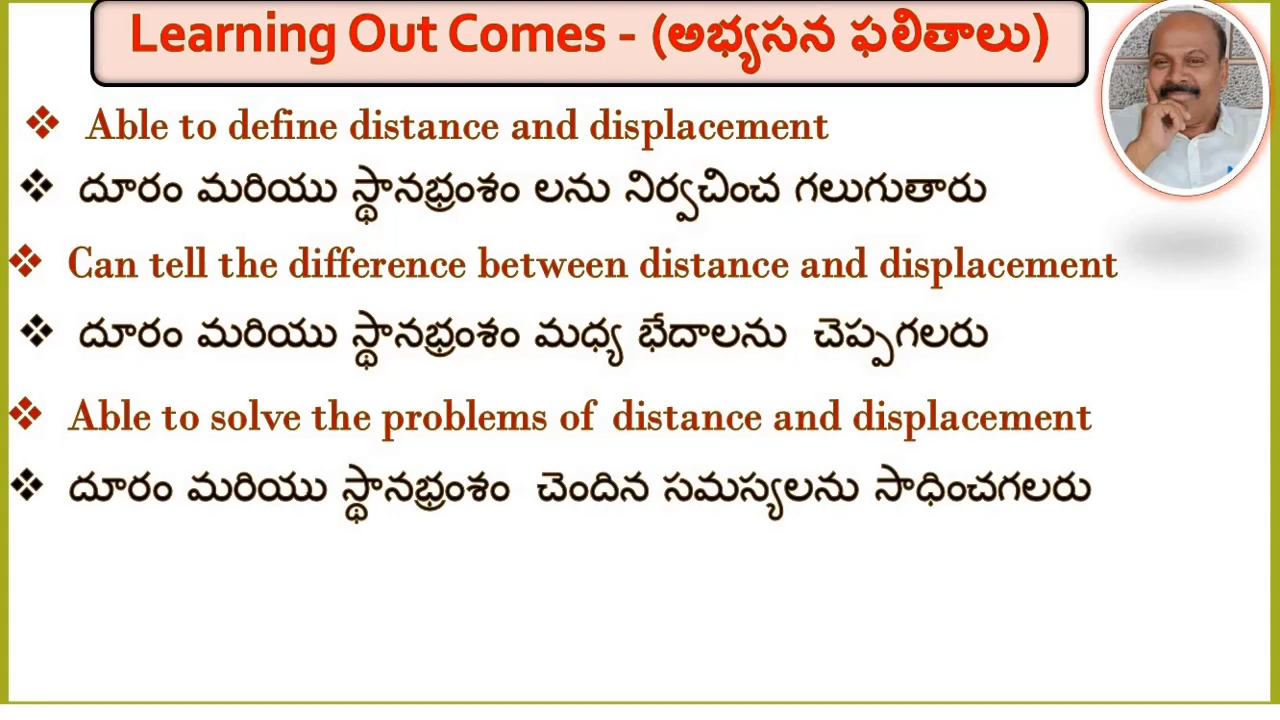 Learning Out Comes - (అభ్యసన ఫలితాలు)
Able to define distance and displacement
దూరం మరియు స్థానభ్రంశం లను నిర్వచించ గలుగుతారు
Can tell the difference between distance and displacement
దూరం మరియు స్థానభ్రంశం మధ్య భేదాలను చెప్పగలరు
Able to solve the problems of distance and displacement
దూరం మరియు స్థానభ్రంశం చెందిన సమస్యలను సాధించగలరు